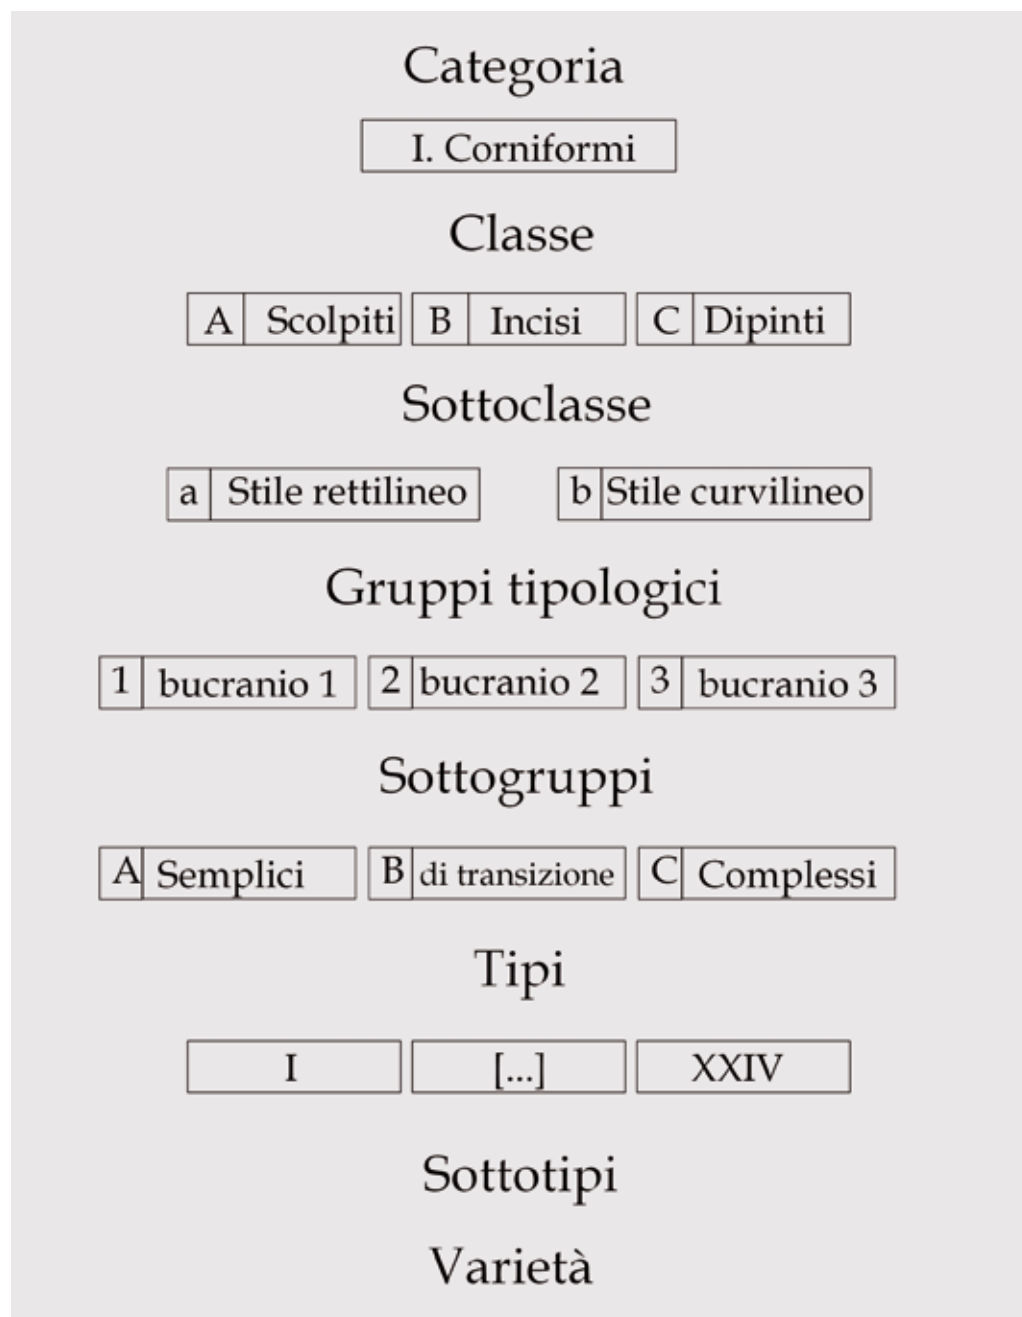 Categoria
I. Corniformi
Classe
A Scolpiti B Incisi C Dipinti
Sottoclasse
a Stile rettilineo b Stile curvilineo
Gruppi tipologici
1 bucranio 1 2 bucranio 2 3 bucranio 3
Sottogruppi
A Semplici B di transizione C Complessi
Tipi
I [...] XXIV
Sottotipi
Varietà